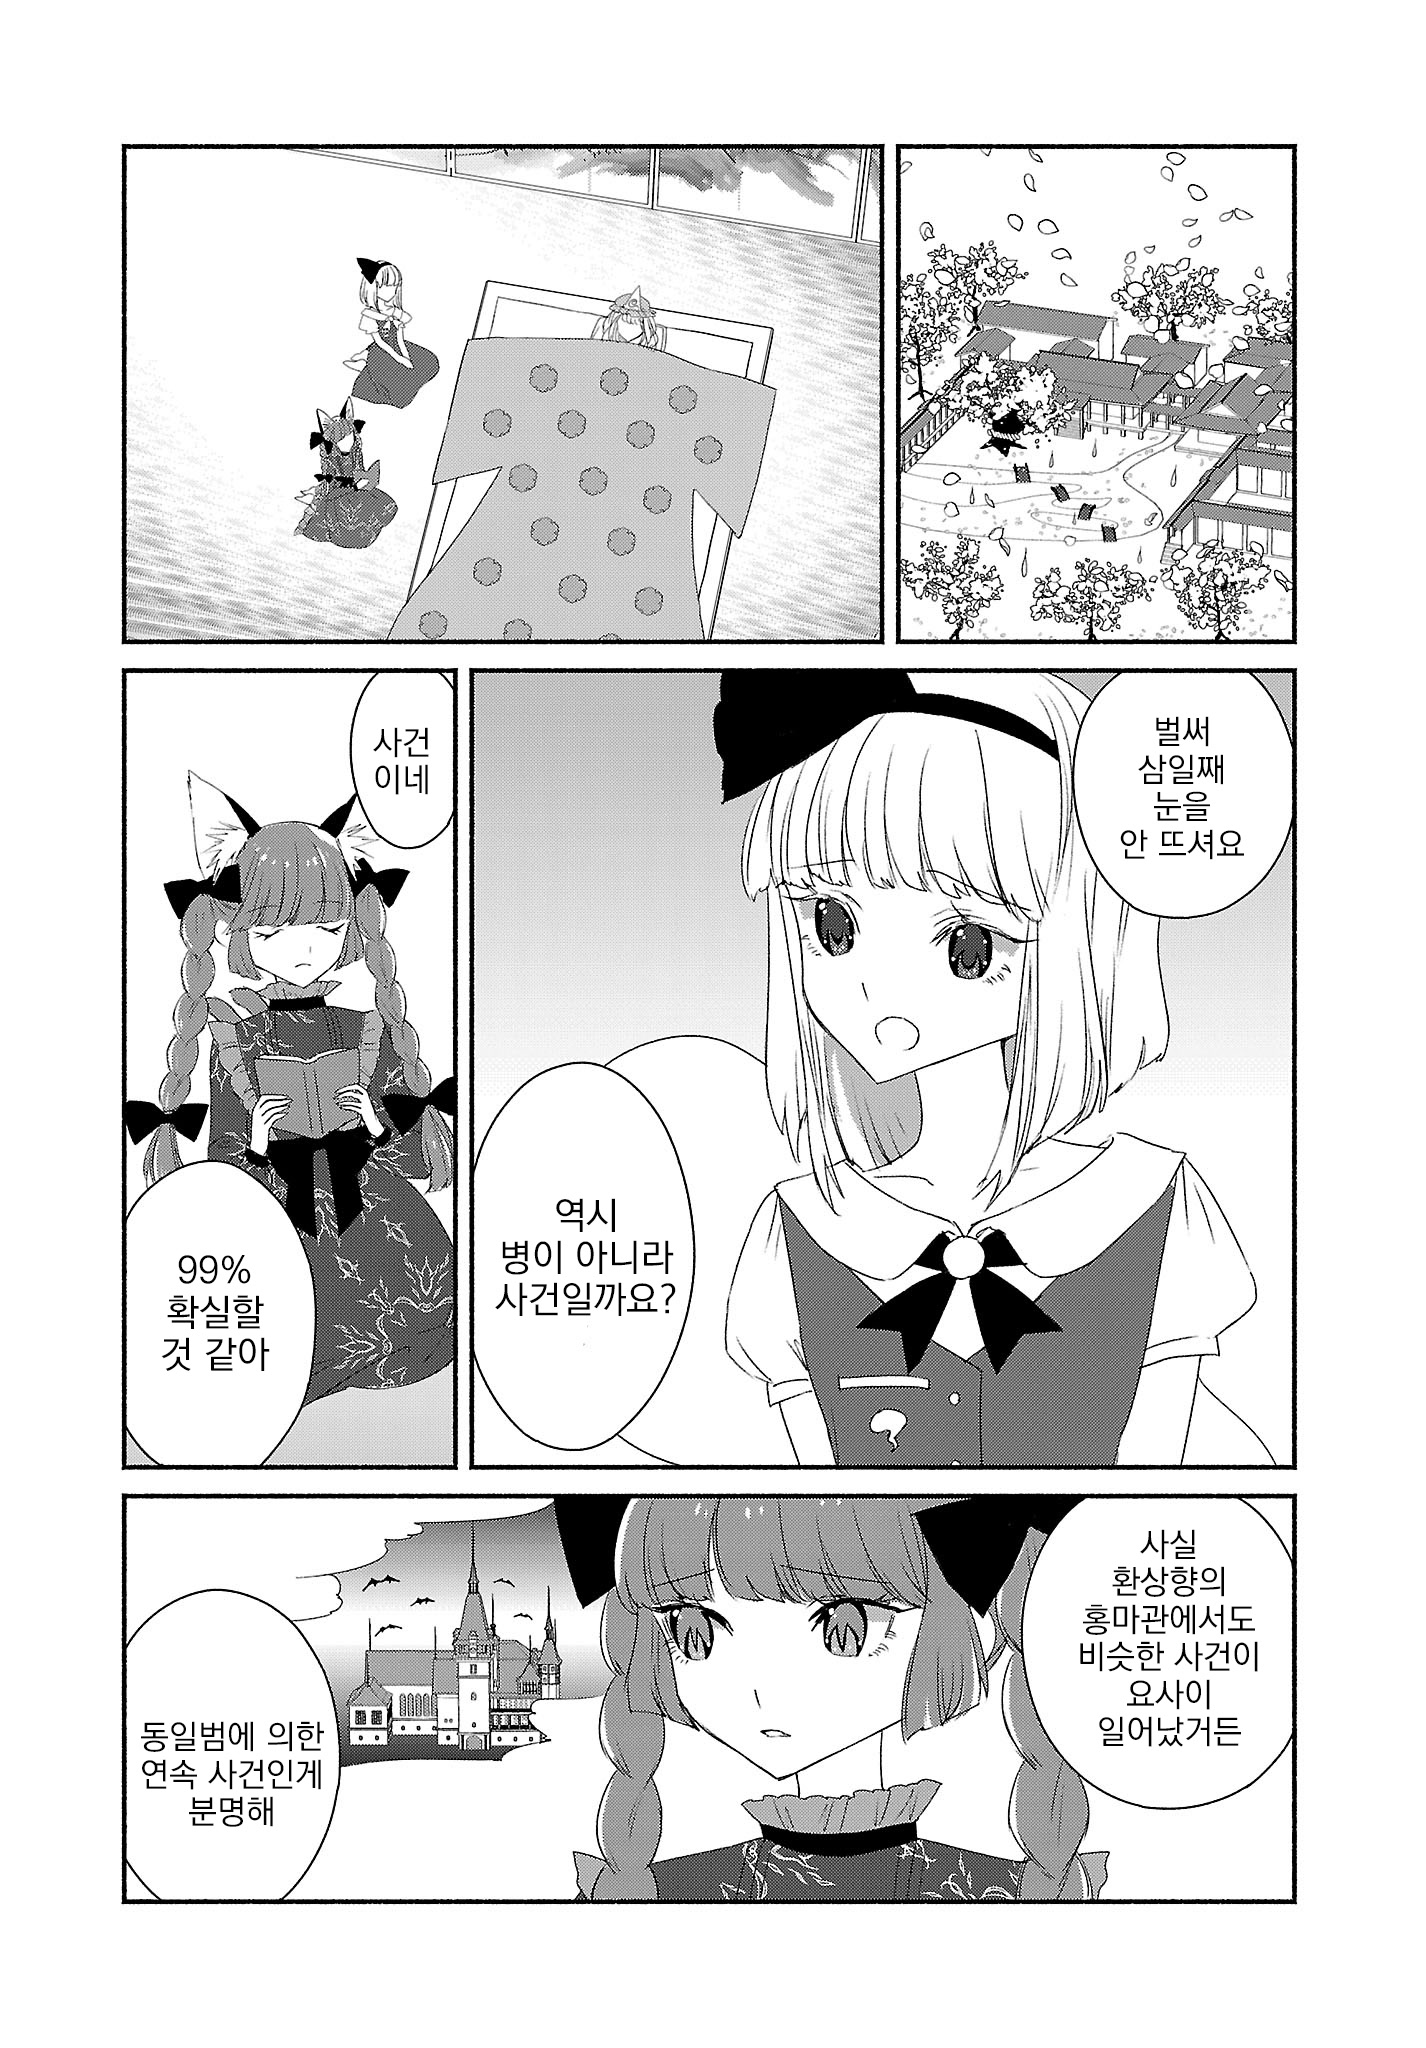 벌써
삼일째
눈을
안 뜨셔요
역시
병이 아니라
사건일까요?
사건
이네
99%
확실할
것 같아
사실
환상향의
홍마관에서도
비슷한 사건이
요사이
일어났거든
동일범에 의한
연속 사건인게
분명해